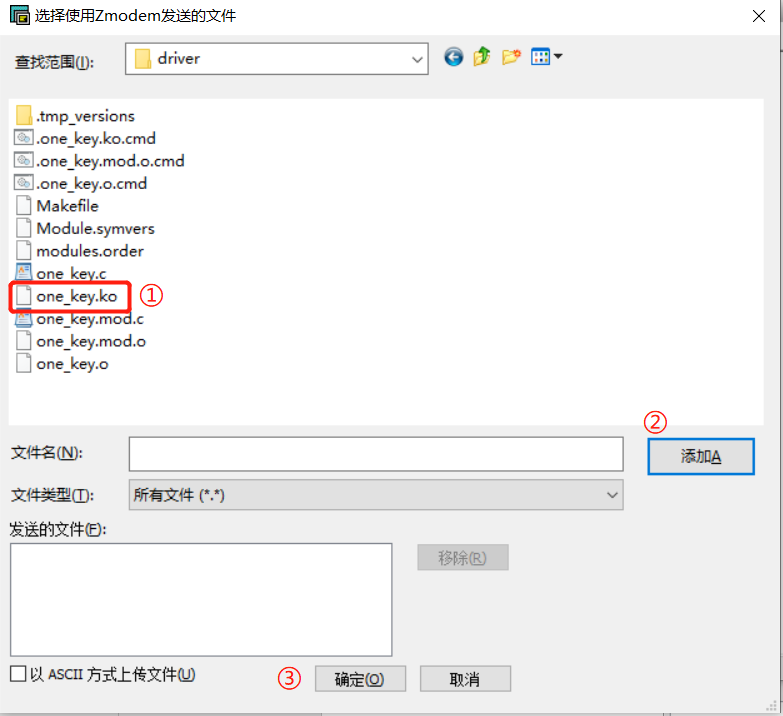 选择使用Zmodem发送的文件
查找范围(I):
driver
.tmp_versions
.one_key.ko.cmd
.one_key.mod.o.cmd
.one_key.o.cmd
Makefile
Module.symvers
modules.order
one_key.c
one_key.ko ①
one_key.mod.c
one_key.mod.o
one_key.o
②
文件名(N):
添加A
文件类型(T): 所有文件 (*.*)
发送的文件(F):
移除(R)
以 ASCII 方式上传文件(U)
③ 确定(O) 取消